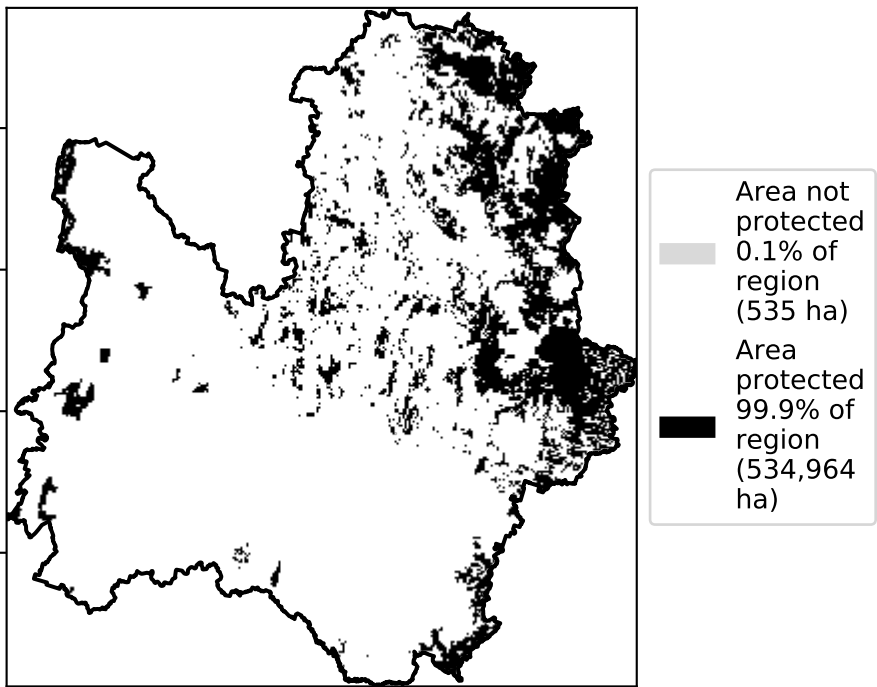 Area not
protected
0.1% of
region
(535 ha)
Area
protected
99.9% of
region
(534,964
ha)